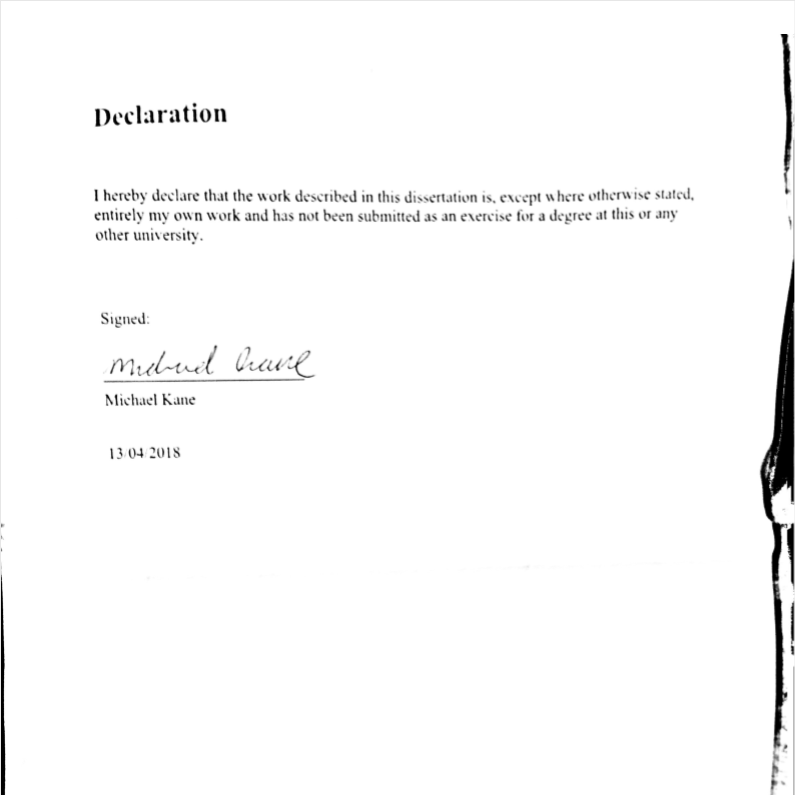 Declaration
I hereby declare that the work described in this dissertation is, except where otherwise stated,
entirely my own work and has not been submitted as an exercise for a degree at this or any
other university.
Signed:
Michael Kane
Michael Kane
13/04/2018